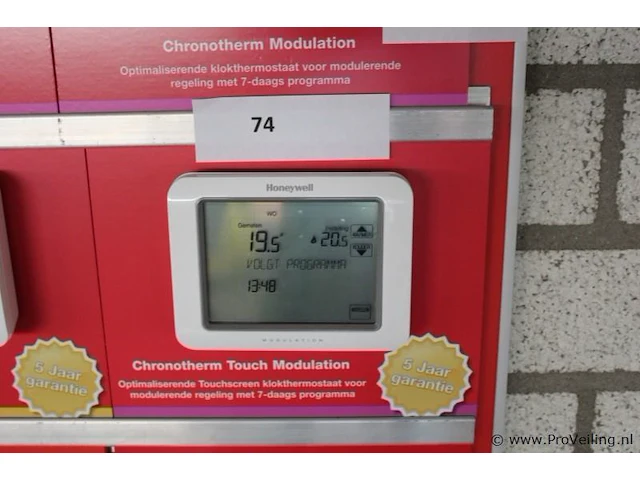 Chronotherm Modulation
Optimaliserende klokthermostaat voor modulerende
regeling met 7-daags programma
74
Honeywell
WO
Gemeten
Instelling
19.5°
20.5
VOLGT PROGRAMMA
13:48
MODULATION
Chronotherm Touch Modulation
Optimaliserende Touchscreen klokthermostaat voor
modulerende regeling met 7-daags programma
5 Jaar
garantie
5 Jaar
garantie
© www.ProVeiling.nl